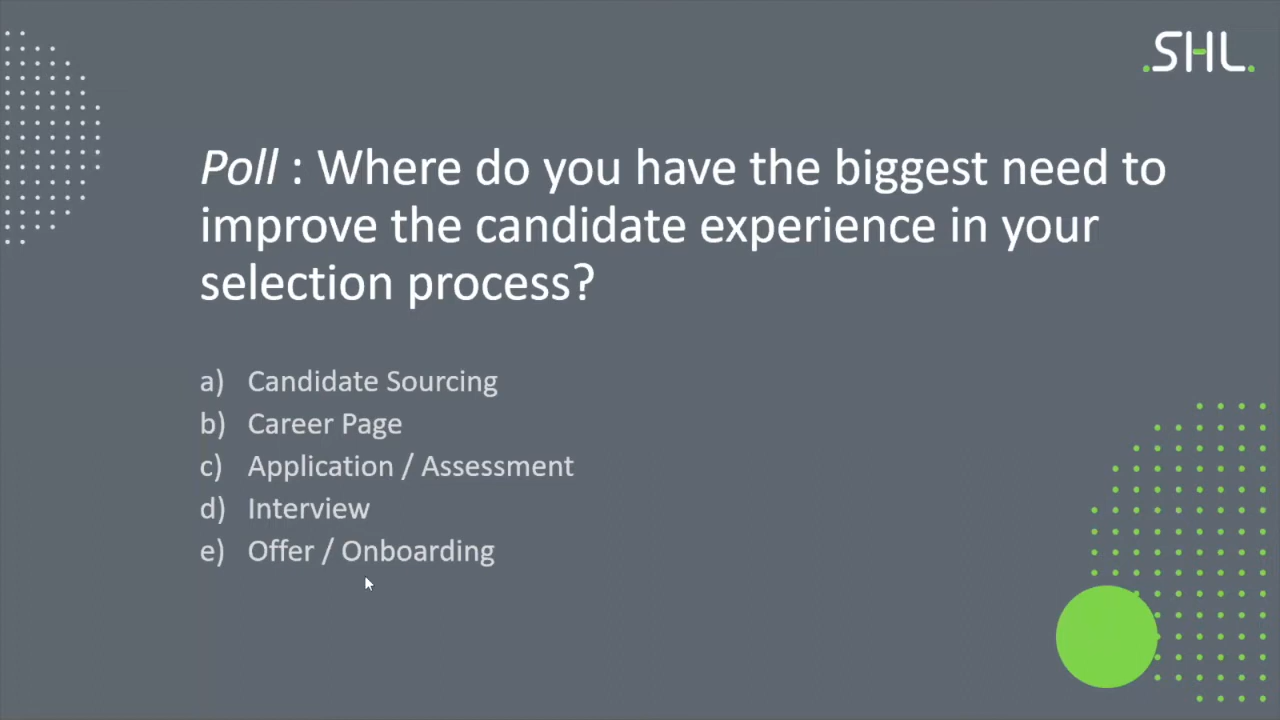 .SHL.
Poll : Where do you have the biggest need to
improve the candidate experience in your
selection process?
a) Candidate Sourcing
b) Career Page
c) Application / Assessment
d) Interview
e) Offer / Onboarding